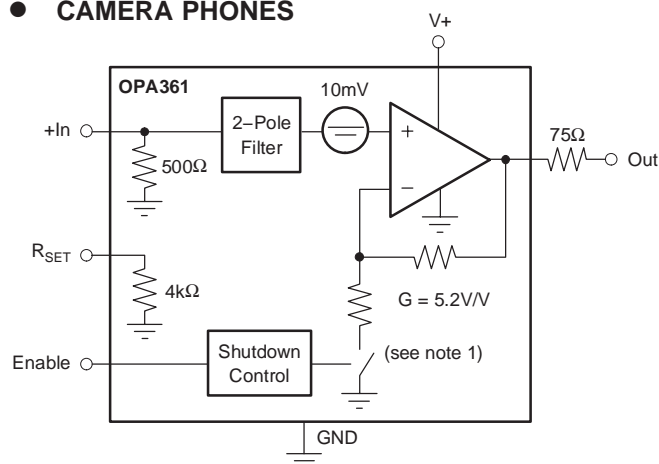 ● CAMERA PHONES
V+
OPA361
10mV
+In
2−Pole
Filter
+
75Ω
Out
500Ω
−
RSET
4kΩ
G = 5.2V/V
Enable
Shutdown
Control
(see note 1)
GND